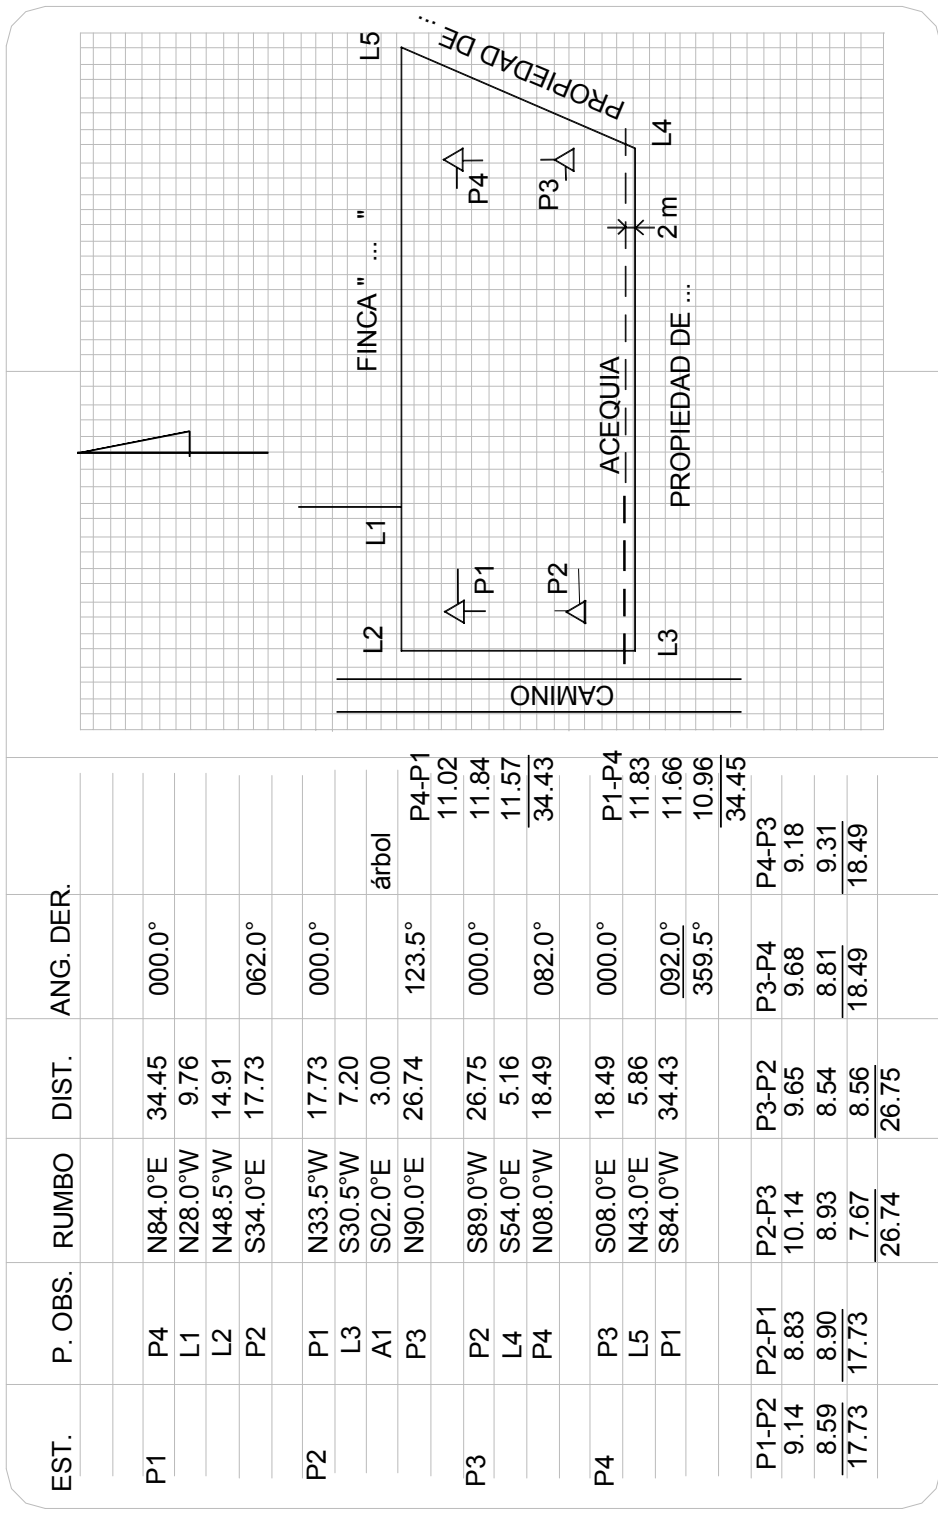 EST. P. OBS. RUMBO DIST. ANG. DER.
P1 P4 N84.0°E 34.45 000.0°
L1 N28.0°W 9.76
L2 N48.5°W 14.91
P2 S34.0°E 17.73 062.0°
P2 P1 N33.5°W 17.73 000.0°
L3 S30.5°W 7.20
A1 S02.0°E 3.00 árbol
P3 N90.0°E 26.74 123.5°
P3 P2 S89.0°W 26.75 000.0°
L4 S54.0°E 5.16
P4 N08.0°W 18.49 082.0°
P4 P3 S08.0°E 18.49 000.0°
L5 N43.0°E 5.86
P1 S84.0°W 34.43 092.0°
359.5°
P4-P1
11.02
11.84
11.57
34.43
P1-P4
11.83
11.66
10.96
34.45
P1-P2 P2-P1 P2-P3 P3-P2 P3-P4 P4-P3
9.14 8.83 10.14 9.65 9.68 9.18
8.59 8.90 8.93 8.54 8.81 9.31
17.73 17.73 7.67 8.56 18.49 18.49
26.74 26.75
FINCA " ... "
L2
L1
L5
PROPIEDAD DE ...
P1
P4
P2
P3
CAMINO
ACEQUIA
L3
L4
2 m
PROPIEDAD DE ...